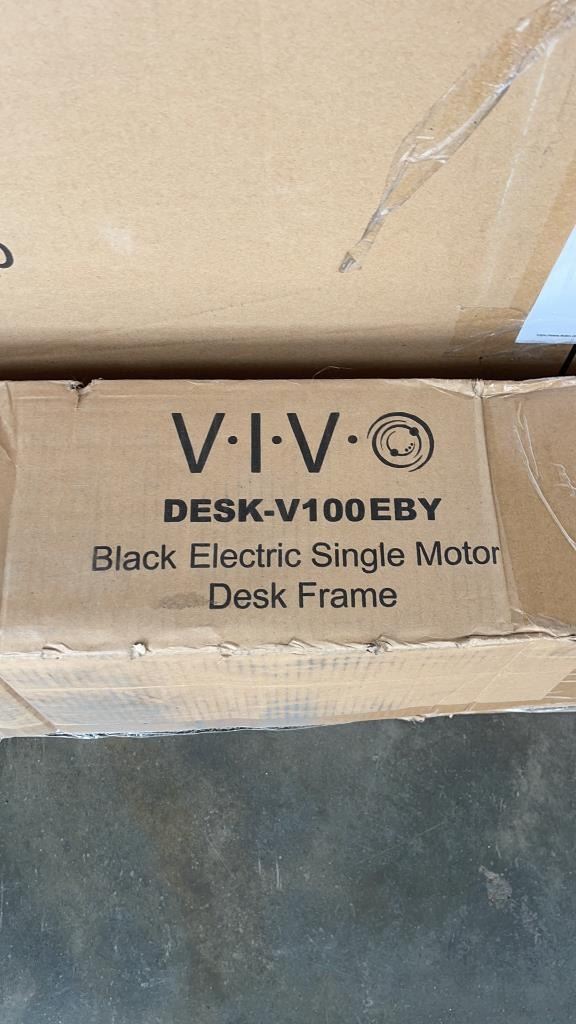 V·I·V·O
DESK-V100EBY
Black Electric Single Motor
Desk Frame